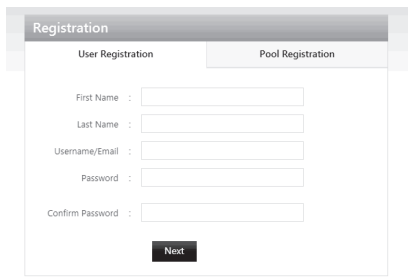 Registration
User Registration Pool Registration
First Name :
Last Name :
Username/Email :
Password :
Confirm Password :
Next